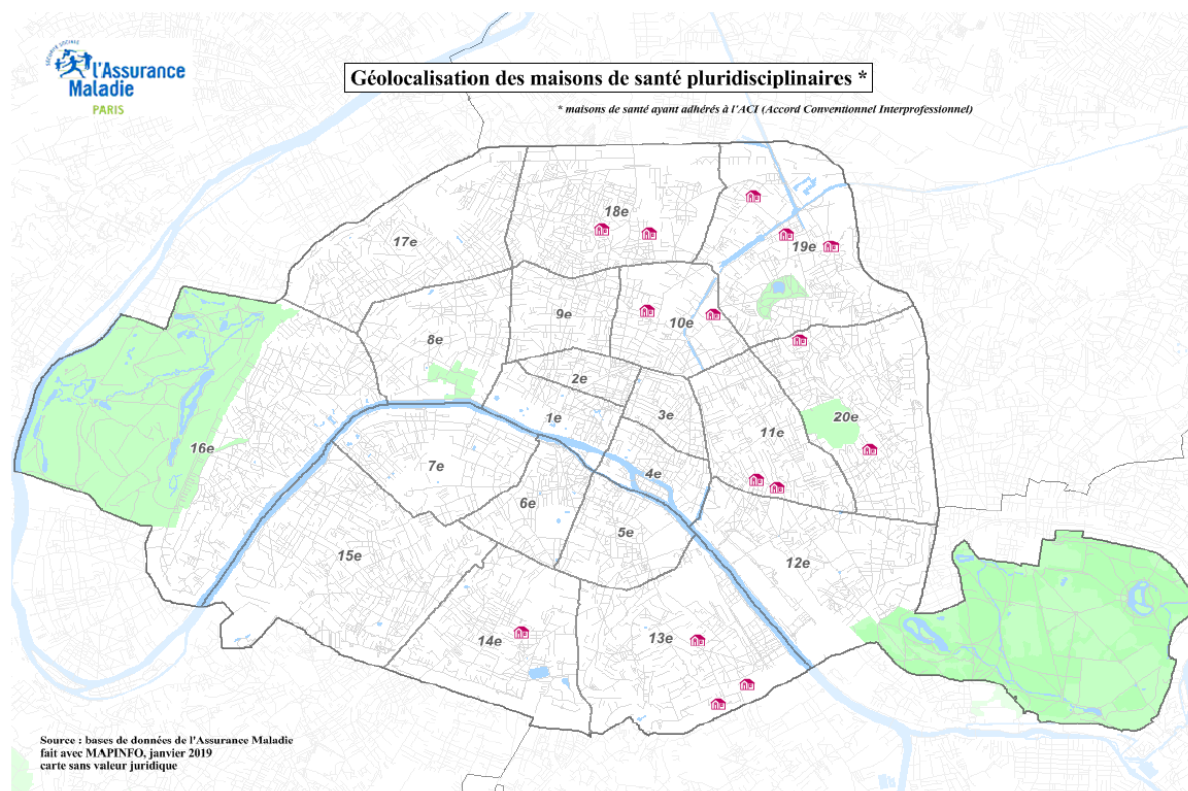 SÉCURITÉ SOCIALE
l'Assurance
Maladie
PARIS
Géolocalisation des maisons de santé pluridisciplinaires *
* maisons de santé ayant adhérés à l'ACI (Accord Conventionnel Interprofessionnel)
18e
17e
19e
9e
10e
8e
2e
1e
3e
20e
11e
16e
7e
4e
6e
5e
15e
12e
14e
13e
Source : bases de données de l'Assurance Maladie
fait avec MAPINFO, janvier 2019
carte sans valeur juridique